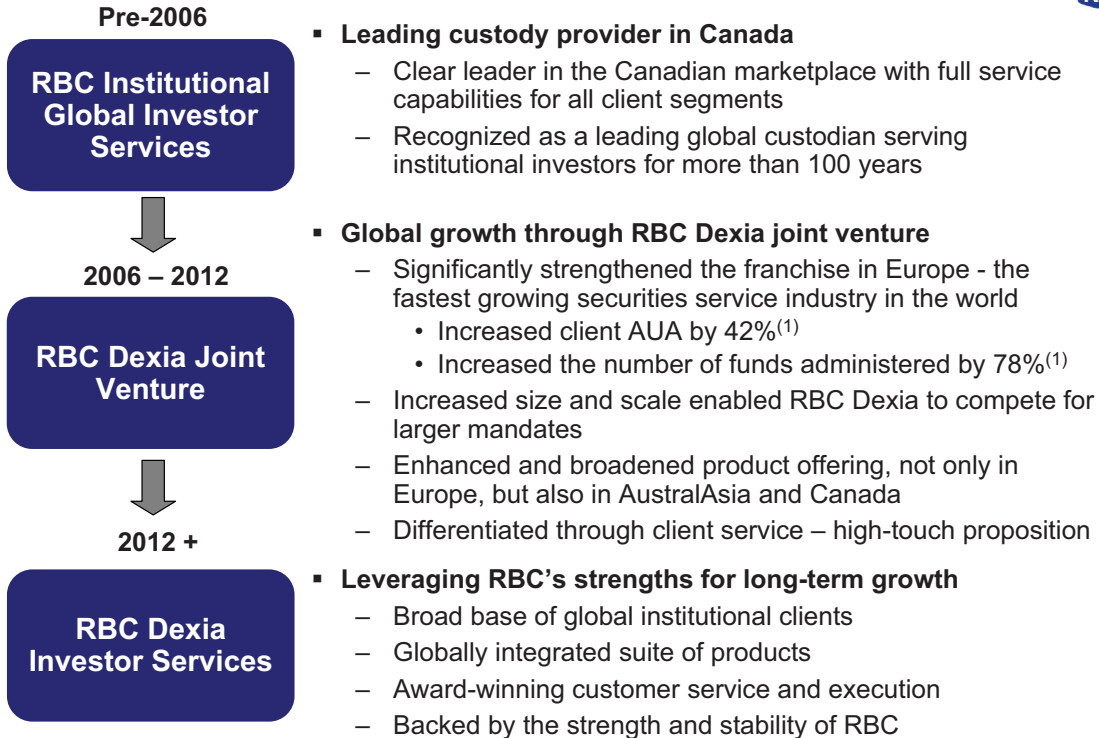 Pre-2006
RBC Institutional
Global Investor
Services
▪ Leading custody provider in Canada
– Clear leader in the Canadian marketplace with full service
capabilities for all client segments
– Recognized as a leading global custodian serving
institutional investors for more than 100 years
2006 – 2012
RBC Dexia Joint
Venture
▪ Global growth through RBC Dexia joint venture
– Significantly strengthened the franchise in Europe - the
fastest growing securities service industry in the world
• Increased client AUA by 42%(1)
• Increased the number of funds administered by 78%(1)
– Increased size and scale enabled RBC Dexia to compete for
larger mandates
– Enhanced and broadened product offering, not only in
Europe, but also in AustralAsia and Canada
– Differentiated through client service – high-touch proposition
2012 +
RBC Dexia
Investor Services
▪ Leveraging RBC's strengths for long-term growth
– Broad base of global institutional clients
– Globally integrated suite of products
– Award-winning customer service and execution
– Backed by the strength and stability of RBC